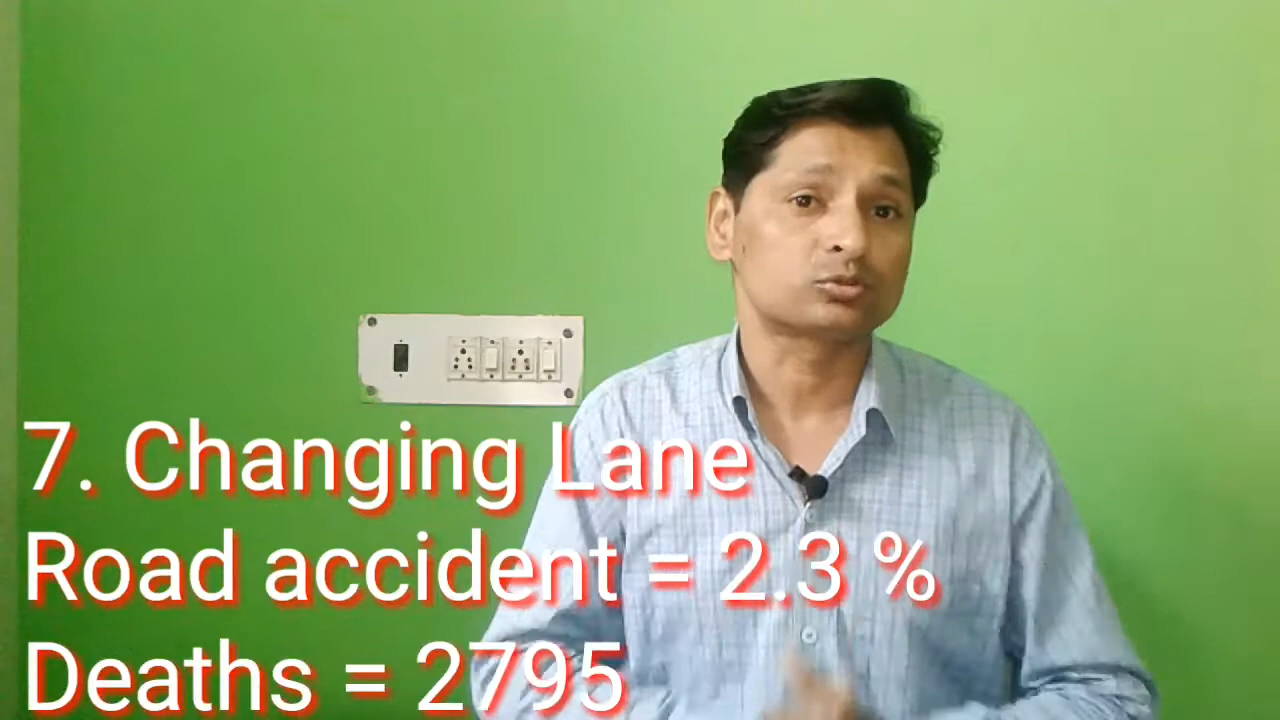 7. Changing Lane
Road accident = 2.3 %
Deaths = 2795